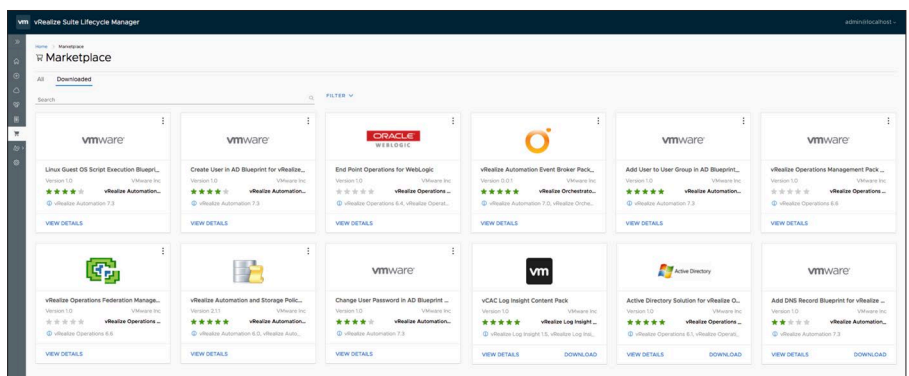 vm vRealize Suite Lifecycle Manager
admin@localhost
Home > Marketplace
Marketplace
All Downloaded
Search
FILTER
vmware
Linux Guest OS Script Execution Bluepri...
Version 1.0 VMware Inc
vRealize Automation...
vRealize Automation 7.3
VIEW DETAILS
vmware
Create User in AD Blueprint for vRealize...
Version 1.0 VMware Inc
vRealize Automation...
vRealize Automation 7.3
VIEW DETAILS
ORACLE
WEBLOGIC
End Point Operations for WebLogic
Version 1.0 VMware Inc
vRealize Operations ...
vRealize Operations 6.4, vRealize Operat...
VIEW DETAILS
vRealize Automation Event Broker Pack...
Version 0.0.1 VMware Inc
vRealize Orchestrato...
vRealize Automation 7.0, vRealize Orche...
VIEW DETAILS
vmware
Add User to User Group in AD Blueprint...
Version 1.0 VMware Inc
vRealize Automation...
vRealize Automation 7.3
VIEW DETAILS
vmware
vRealize Operations Management Pack ...
Version 1.0 VMware Inc
vRealize Operations ...
vRealize Operations 6.6
VIEW DETAILS
vRealize Operations Federation Manage...
Version 1.0 VMware Inc
vRealize Operations ...
vRealize Operations 6.6
VIEW DETAILS
vRealize Automation and Storage Polic...
Version 2.1.1 VMware Inc
vRealize Automation...
vRealize Automation 6.0, vRealize Auto...
VIEW DETAILS
vmware
Change User Password in AD Blueprint ...
Version 1.0 VMware Inc
vRealize Automation...
vRealize Automation 7.3
VIEW DETAILS
vm
vCAC Log Insight Content Pack
Version 1.0 VMware Inc
vRealize Log Insight ...
vRealize Log Insight 1.5, vRealize Log Insi...
VIEW DETAILS DOWNLOAD
Active Directory
Active Directory Solution for vRealize O...
Version 1.0 VMware Inc
vRealize Operations ...
vRealize Operations 6.1, vRealize Operati...
VIEW DETAILS DOWNLOAD
vmware
Add DNS Record Blueprint for vRealize ...
Version 1.0 VMware Inc
vRealize Automation...
vRealize Automation 7.3
VIEW DETAILS DOWNLOAD